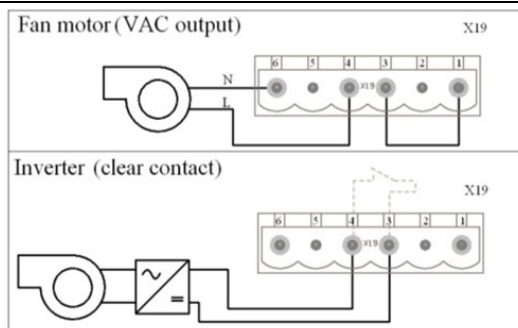 Fan motor (VAC output)
X19
6 5 4 3 2 1
N
X19
L
Inverter (clear contact)
X19
6 5 4 3 2 1
X19